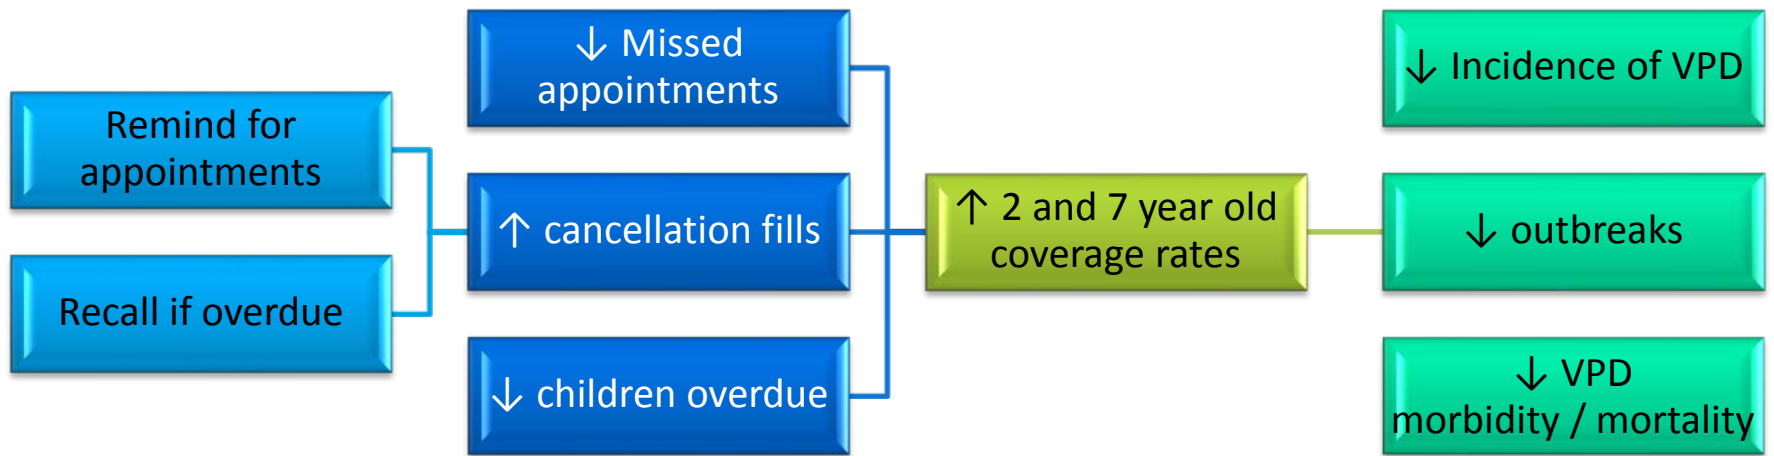 Remind for
appointments
Recall if overdue
↓ Missed
appointments
↑ cancellation fills
↓ children overdue
↑ 2 and 7 year old
coverage rates
↓ Incidence of VPD
↓ outbreaks
↓ VPD
morbidity / mortality